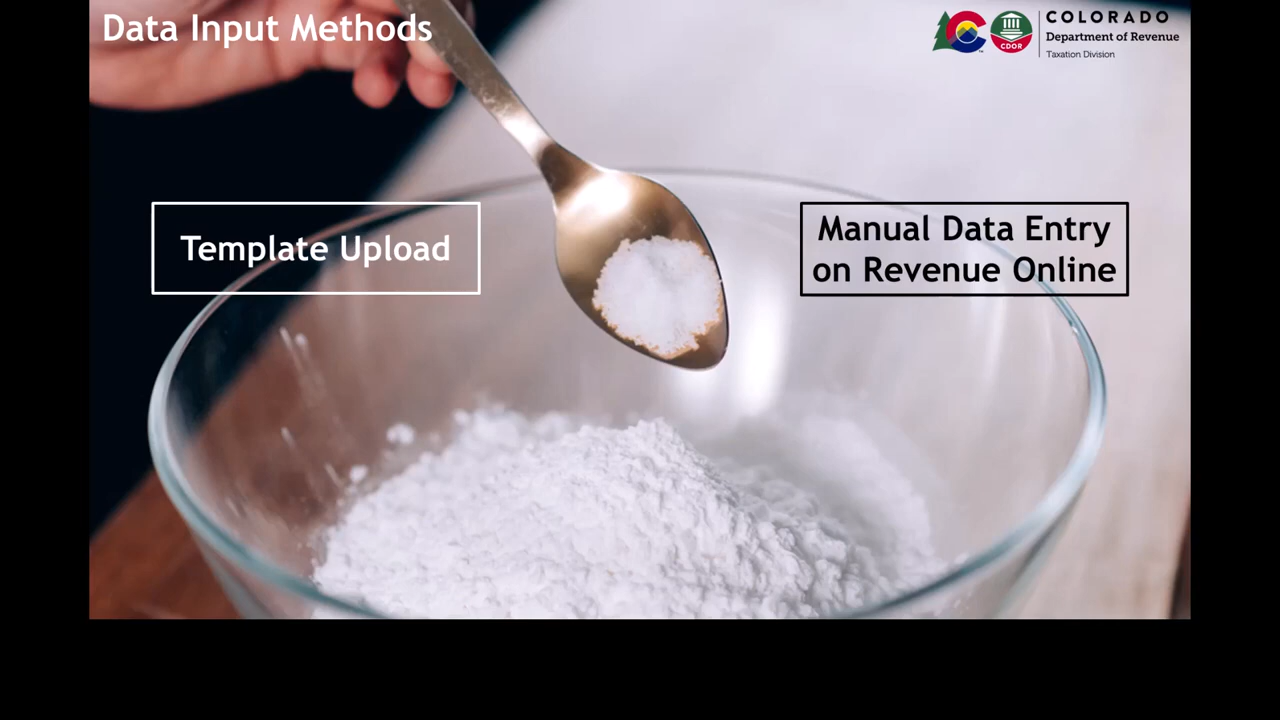 Data Input Methods
COLORADO
Department of Revenue
Taxation Division
CDOR
Template Upload
Manual Data Entry
on Revenue Online